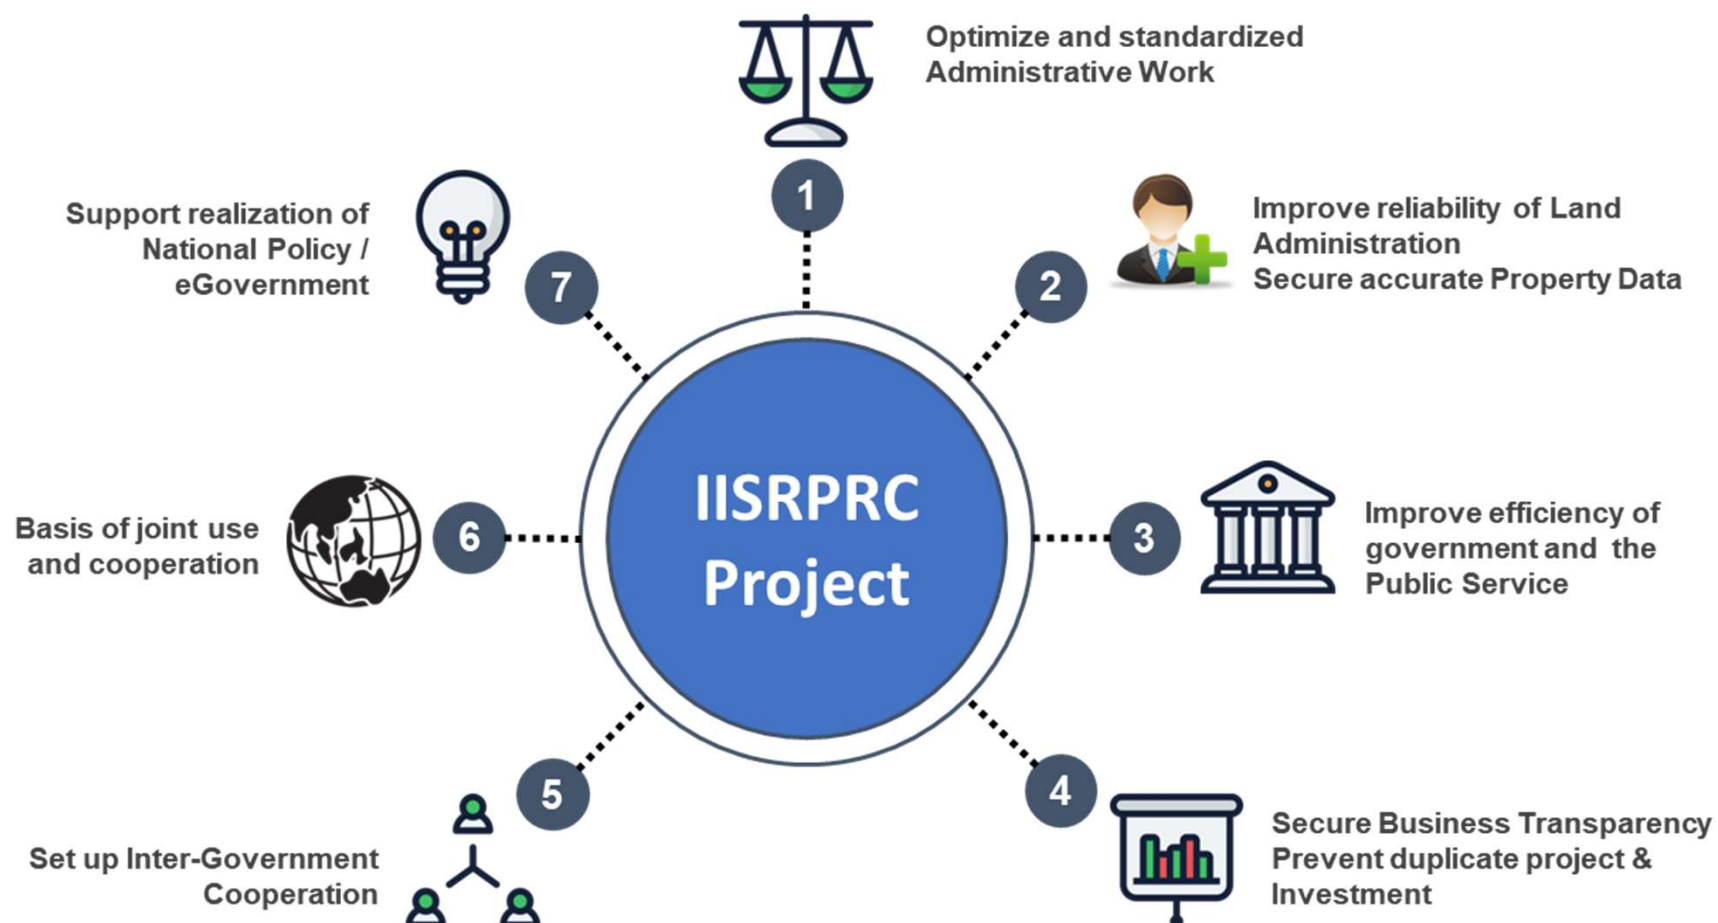 Optimize and standardized
Administrative Work
1
Improve reliability of Land
Administration
Secure accurate Property Data
2
Improve efficiency of
government and the
Public Service
3
Secure Business Transparency
Prevent duplicate project &
Investment
4
Set up Inter-Government
Cooperation
5
Basis of joint use
and cooperation
6
Support realization of
National Policy /
eGovernment
7
IISRPRC
Project